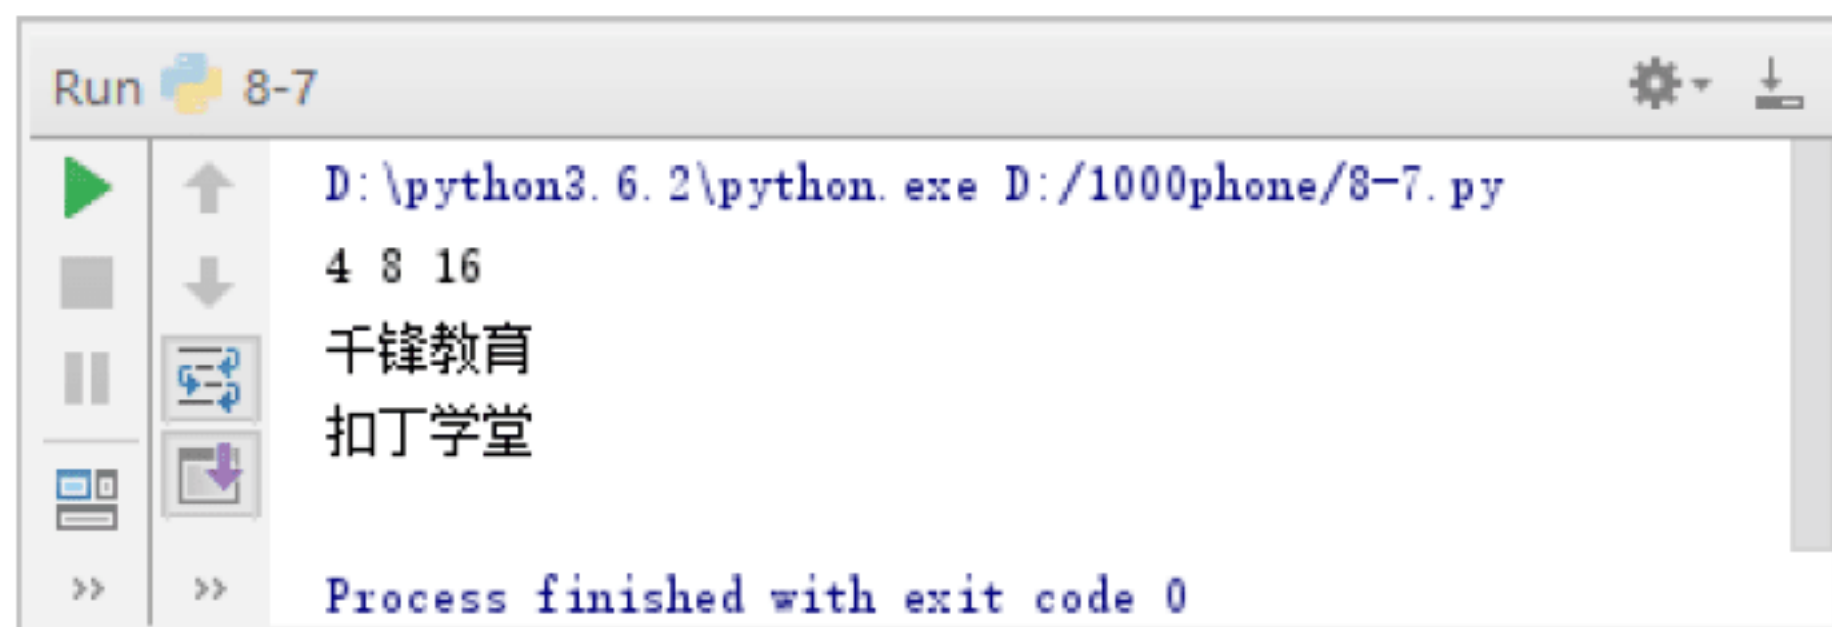 Run 8-7
D:\python3.6.2\python.exe D:/1000phone/8-7.py
4 8 16
千锋教育
扣丁学堂
Process finished with exit code 0